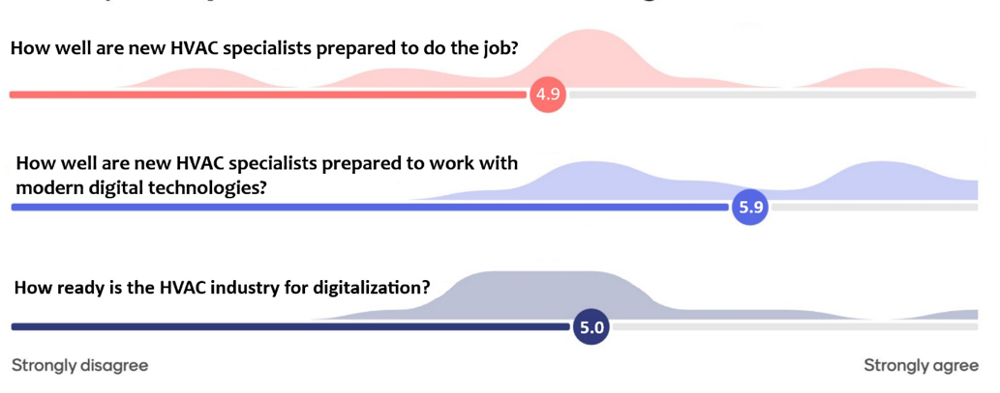 How well are new HVAC specialists prepared to do the job?
4.9
How well are new HVAC specialists prepared to work with
modern digital technologies?
5.9
How ready is the HVAC industry for digitalization?
5.0
Strongly disagree
Strongly agree